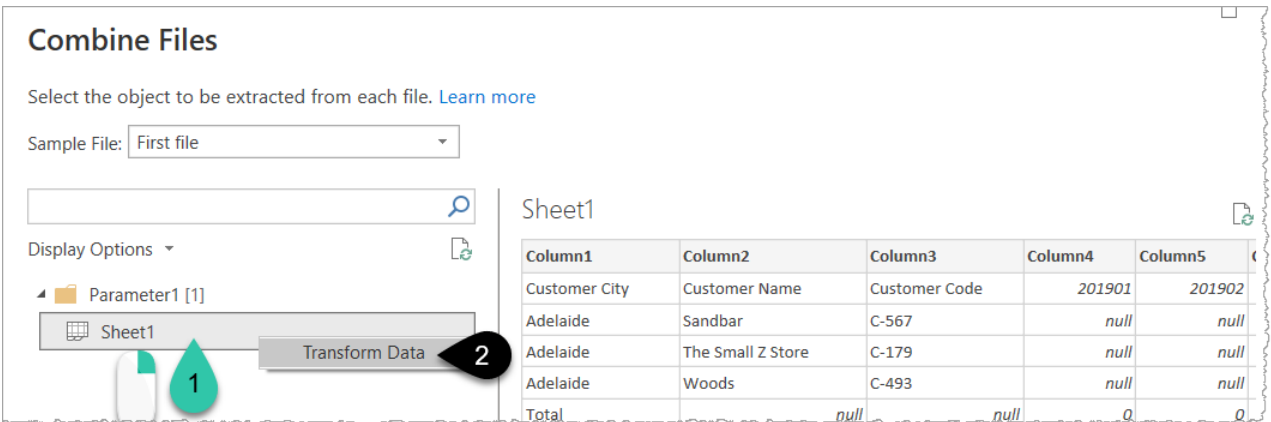 Combine Files
Select the object to be extracted from each file. Learn more
Sample File: First file
Display Options
Parameter1 [1]
Sheet1
Transform Data
1
2
Sheet1
Column1 Column2 Column3 Column4 Column5
Customer City Customer Name Customer Code 201901 201902
Adelaide Sandbar C-567 null null
Adelaide The Small Z Store C-179 null null
Adelaide Woods C-493 null null
Total null null 0 0